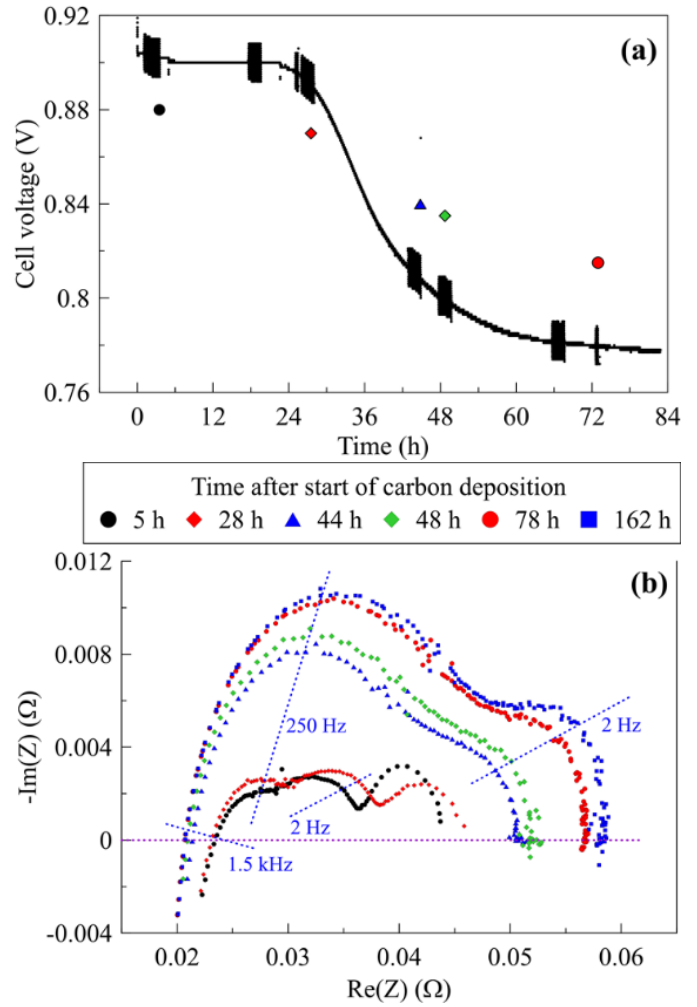 (a)
0.92
0.88
0.84
0.8
0.76
Cell voltage (V)
0 12 24 36 48 60 72 84
Time (h)
Time after start of carbon deposition
5 h 28 h 44 h 48 h 78 h 162 h
(b)
0.012
0.008
0.004
0
-0.004
-Im(Z) (Ω)
250 Hz
2 Hz
2 Hz
1.5 kHz
0.02 0.03 0.04 0.05 0.06
Re(Z) (Ω)